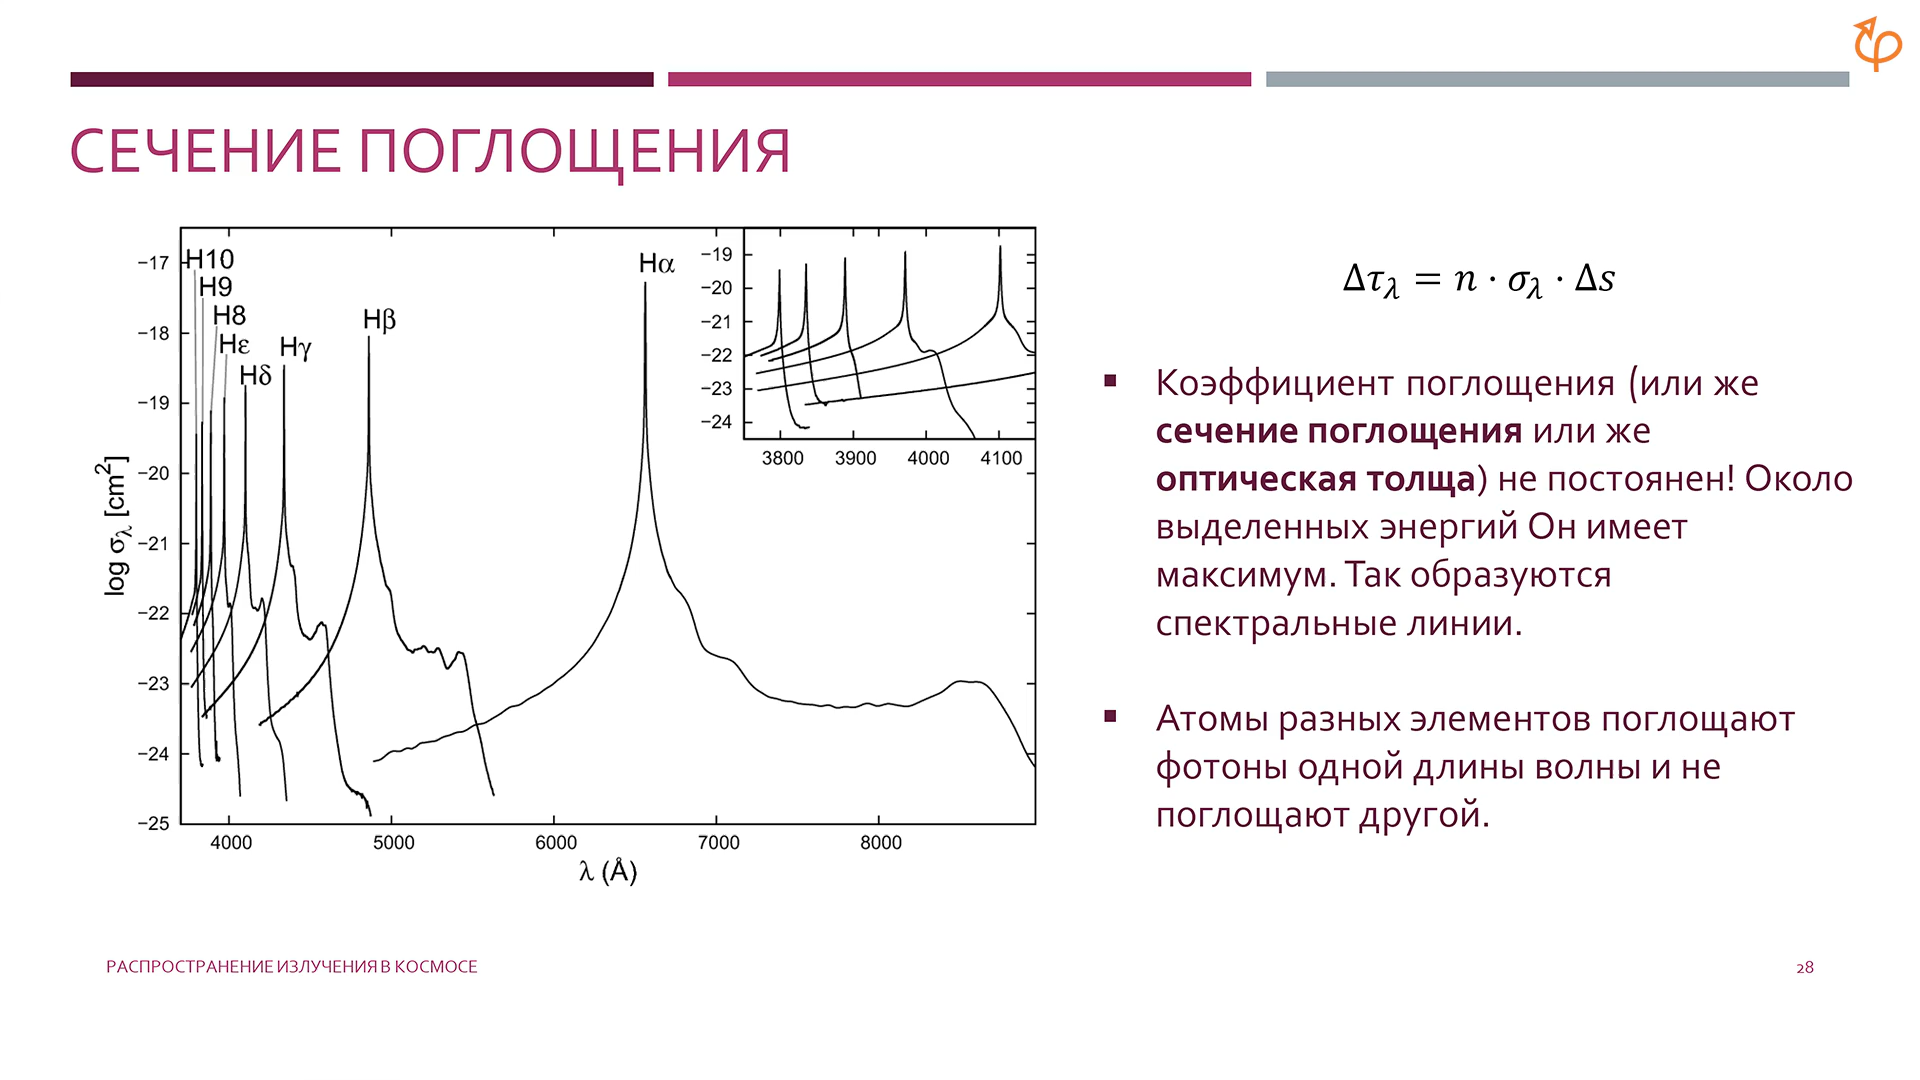 СЕЧЕНИЕ ПОГЛОЩЕНИЯ
H10
H9
H8
Hε
Hδ
Hγ
Hβ
Hα
−17
−18
−19
−20
−21
−22
−23
−24
−25
log σλ [cm²]
4000 5000 6000 7000 8000
λ (Å)
−19
−20
−21
−22
−23
−24
3800 3900 4000 4100
Δτλ = n · σλ · Δs
▪ Коэффициент поглощения (или же
сечение поглощения или же
оптическая толща) не постоянен! Около
выделенных энергий Он имеет
максимум. Так образуются
спектральные линии.
▪ Атомы разных элементов поглощают
фотоны одной длины волны и не
поглощают другой.
РАСПРОСТРАНЕНИЕ ИЗЛУЧЕНИЯ В КОСМОСЕ
28